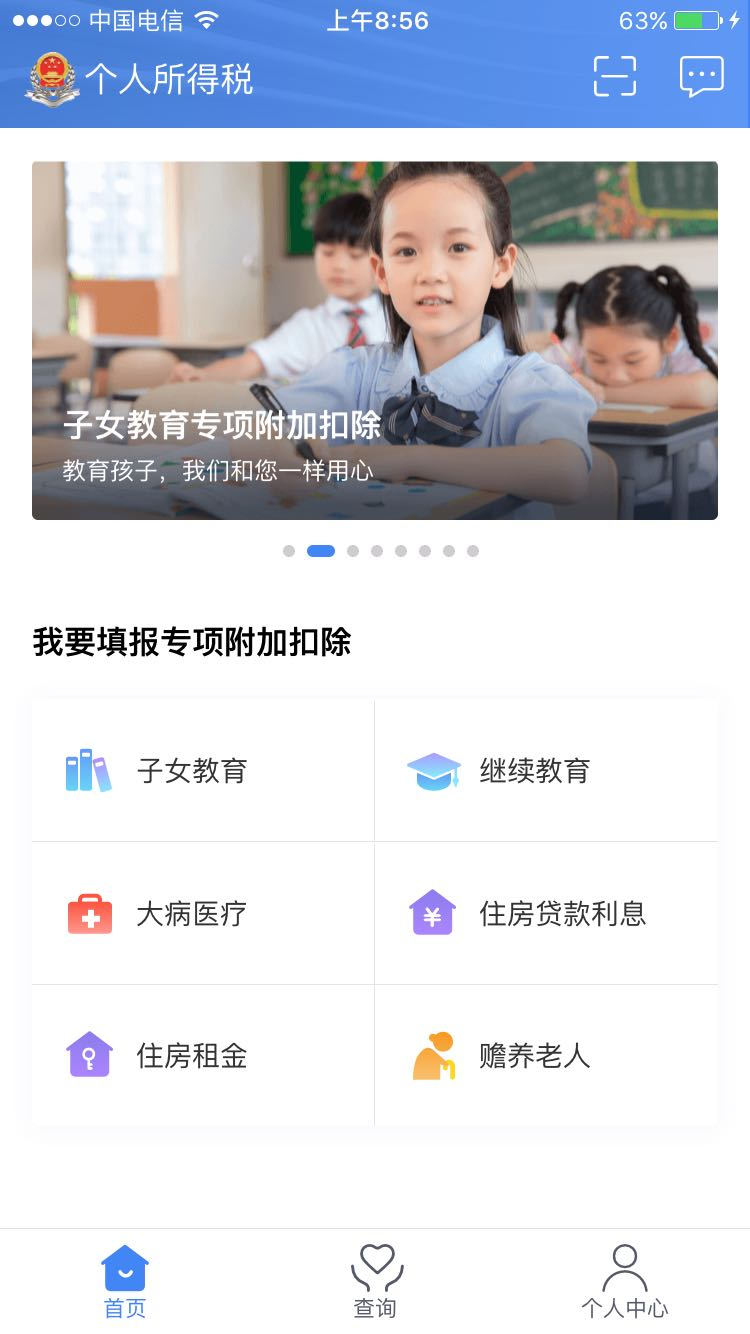 中国电信
上午8:56
63%
个人所得税
子女教育专项附加扣除
教育孩子，我们和您一样用心
我要填报专项附加扣除
子女教育
继续教育
大病医疗
住房贷款利息
住房租金
赡养老人
首页
查询
个人中心